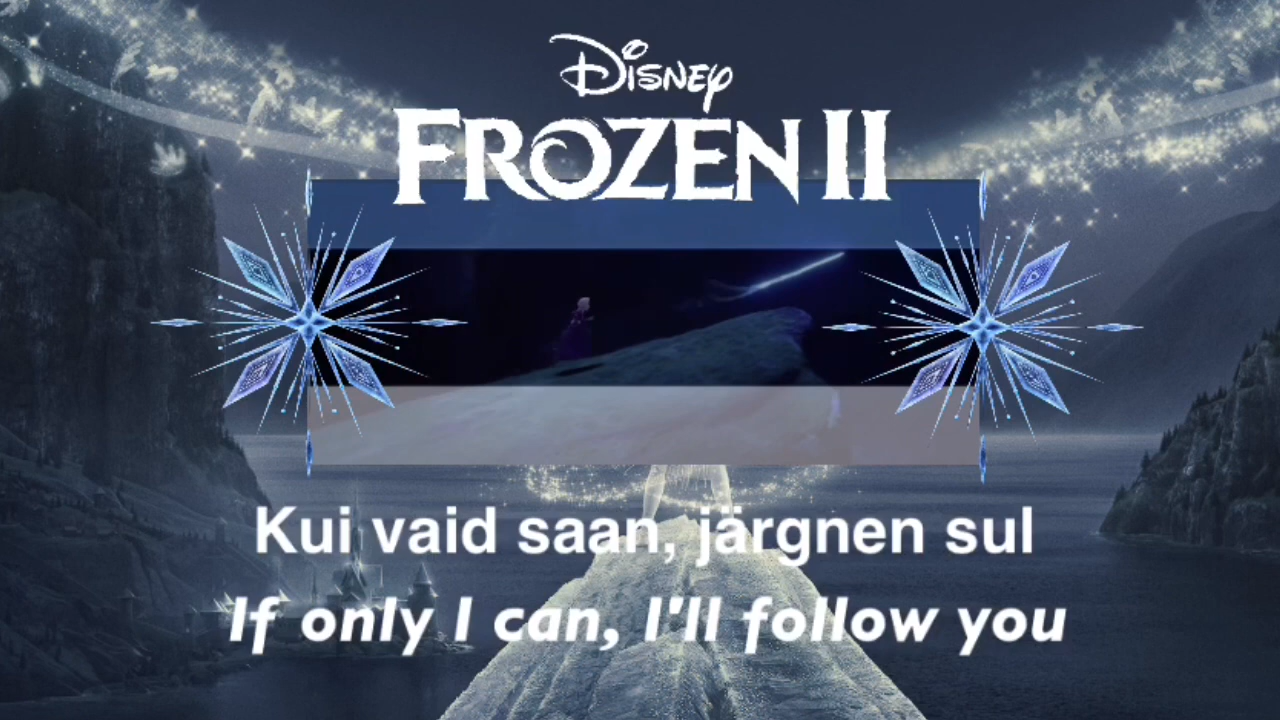 Disney
FROZEN II
Kui vaid saan, järgnen sul
If only I can, I'll follow you